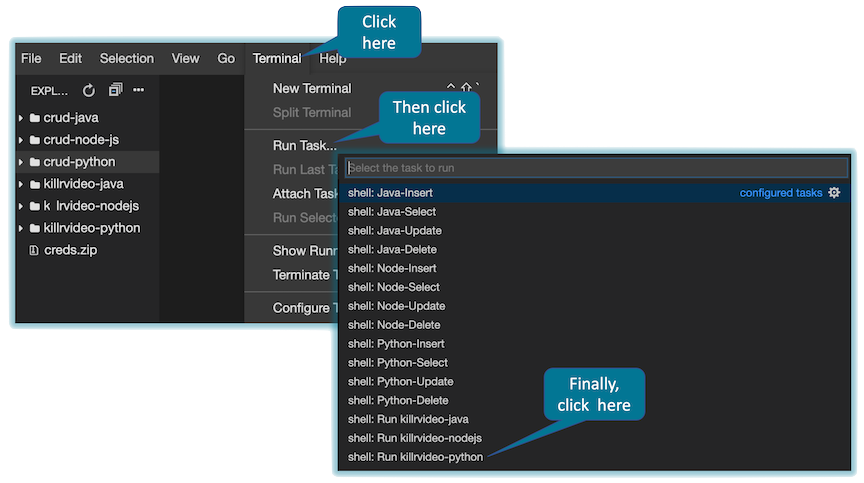 Click
here
File Edit Selection View Go Terminal Help
EXPL...
New Terminal
crud-java
Split Terminal
Then click
here
crud-node-js
Run Task...
crud-python
Run Last Ta
Select the task to run
killrvideo-java
Attach Task
shell: Java-Insert configured tasks
k lrvideo-nodejs
Run Selecte
shell: Java-Select
killrvideo-python
shell: Java-Update
creds.zip
Show Runn
shell: Java-Delete
Terminate T
shell: Node-Insert
shell: Node-Select
Configure T
shell: Node-Update
shell: Node-Delete
shell: Python-Insert
shell: Python-Select
shell: Python-Update
shell: Python-Delete
Finally,
click here
shell: Run killrvideo-java
shell: Run killrvideo-nodejs
shell: Run killrvideo-python